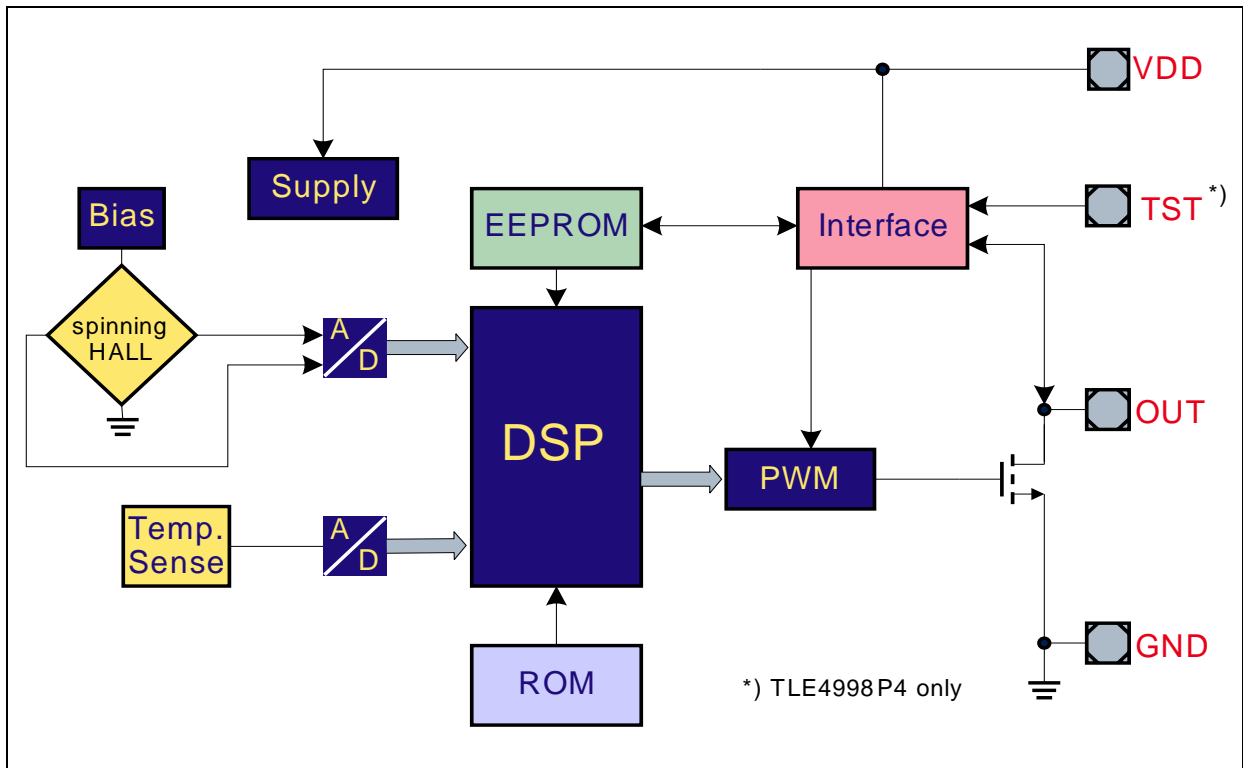 VDD
Supply
Bias
EEPROM
Interface
TST *)
spinning
HALL
A
D
DSP
OUT
PWM
Temp.
Sense
A
D
GND
ROM
*) TLE4998P4 only